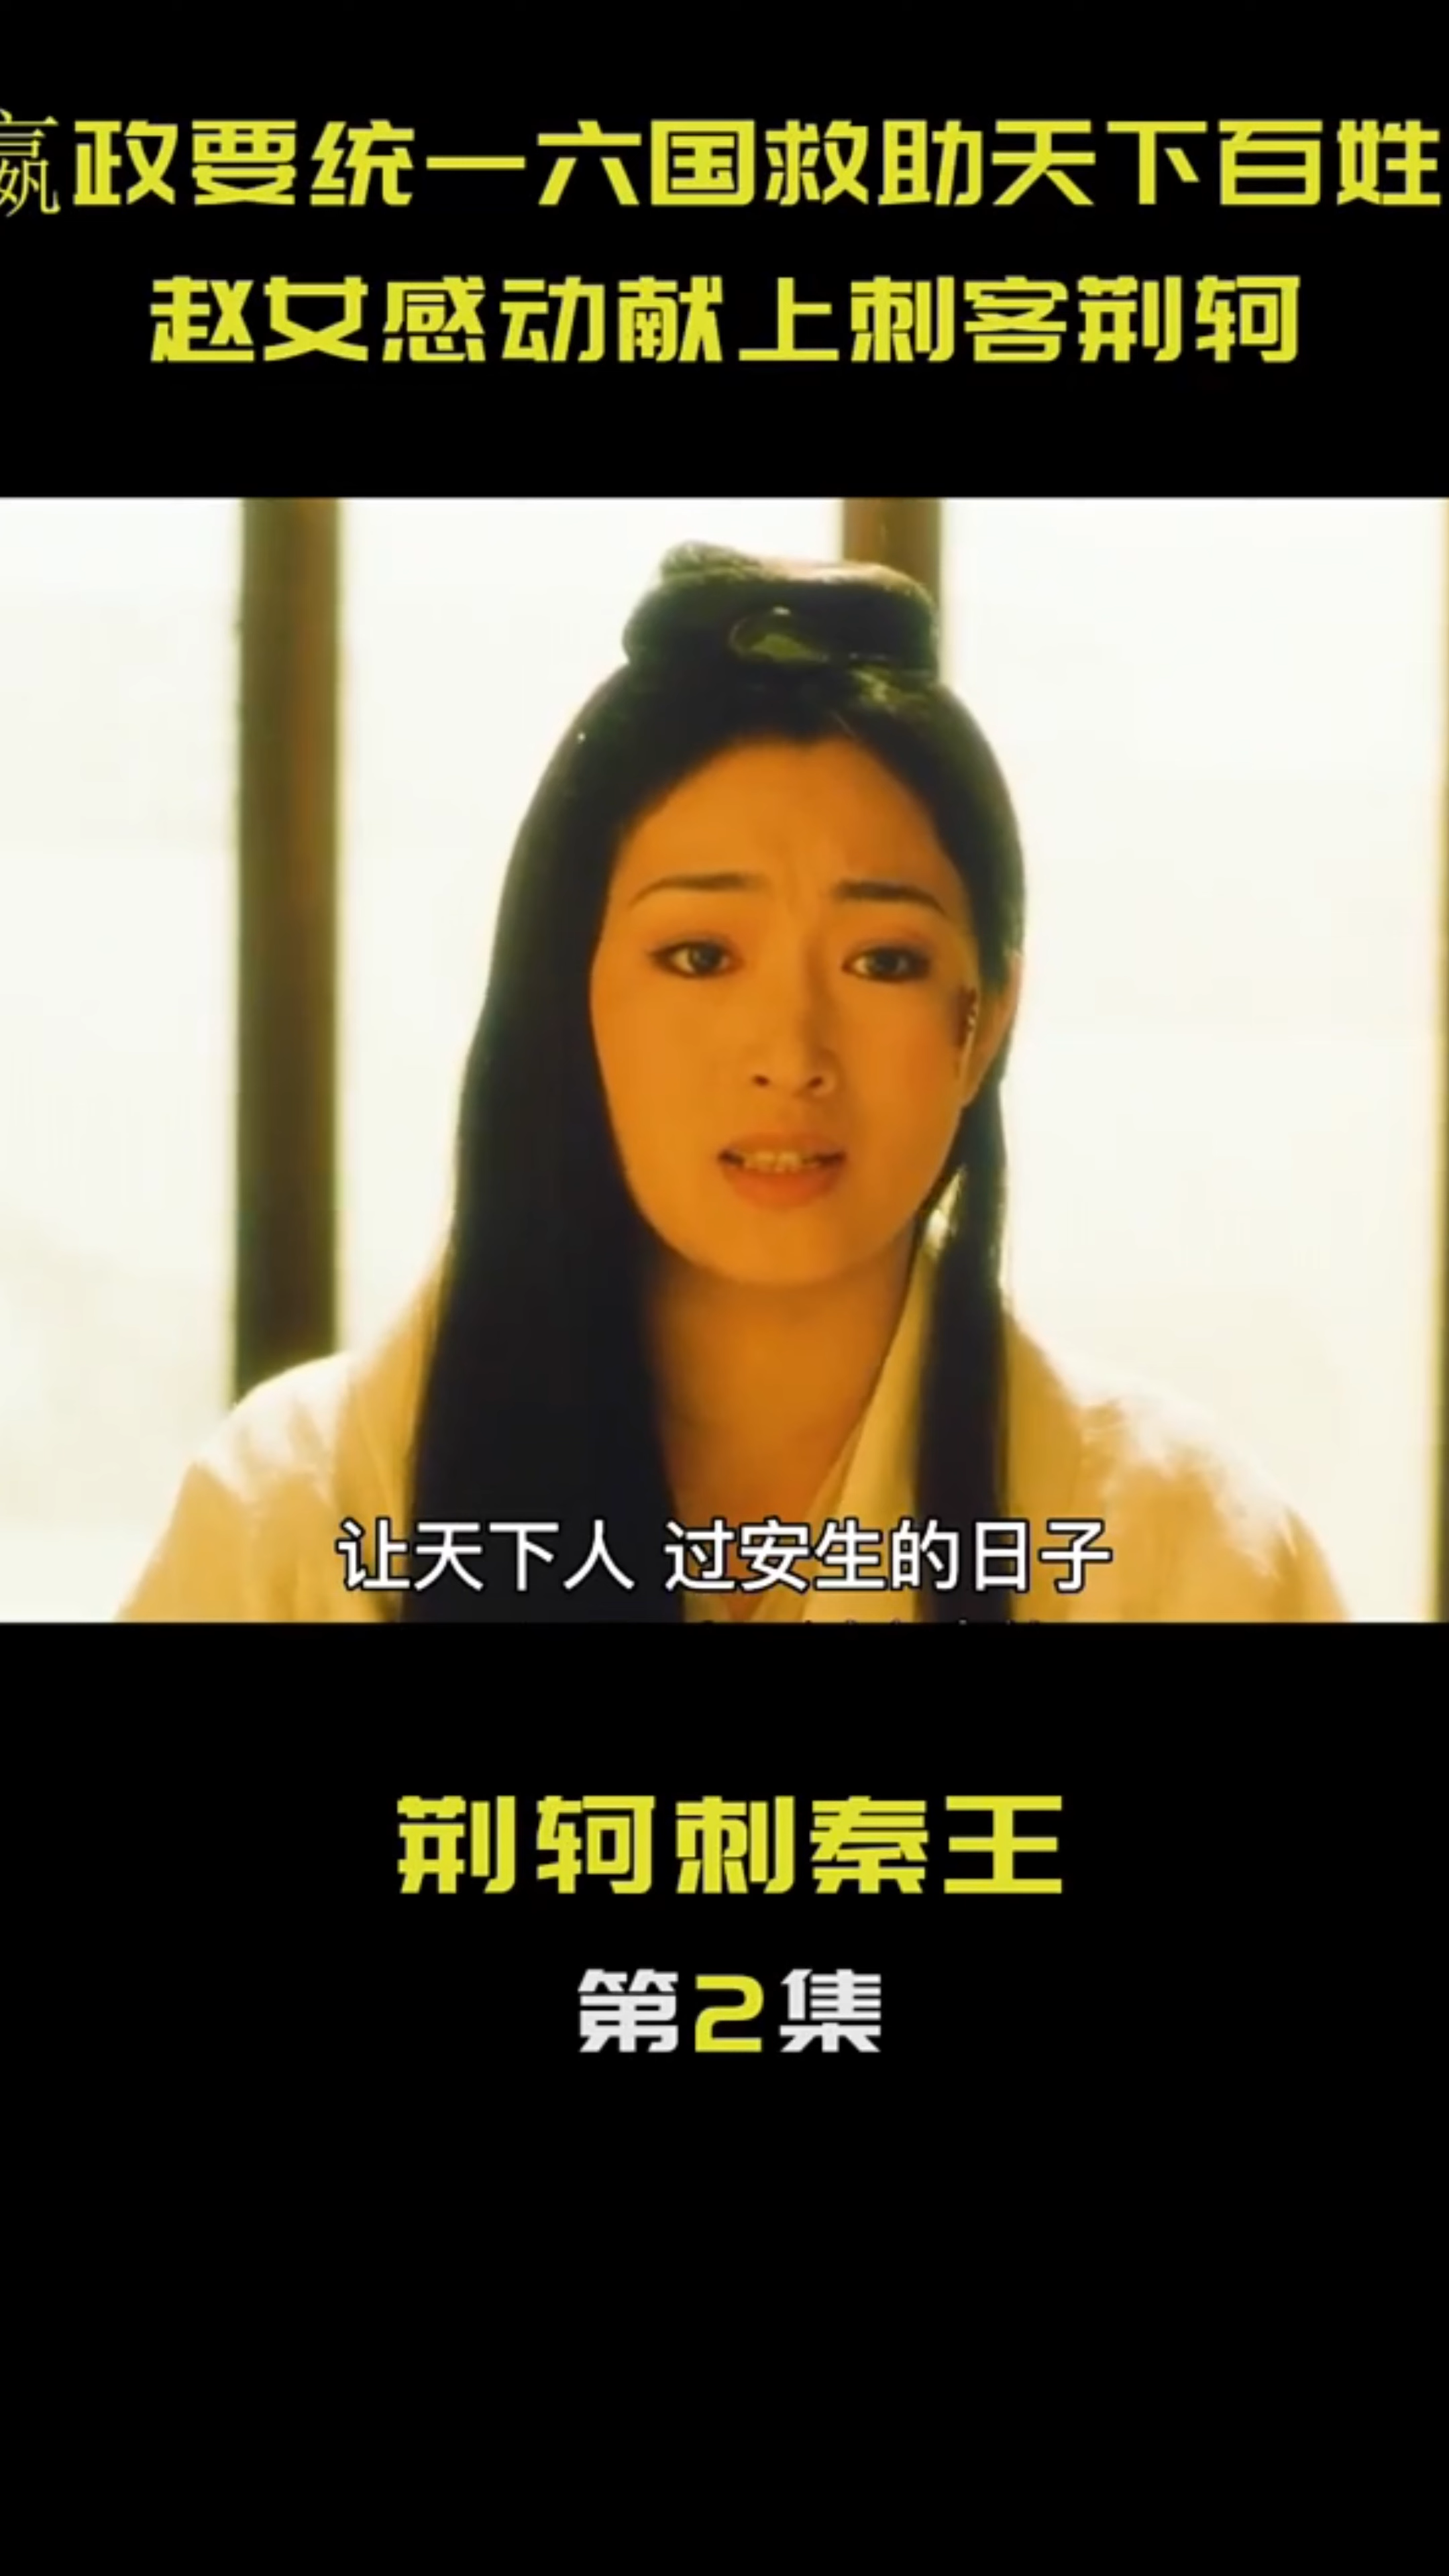 嬴政要统一六国救助天下百姓
赵女感动献上刺客荆轲
让天下人 过安生的日子
荆轲刺秦王
第2集